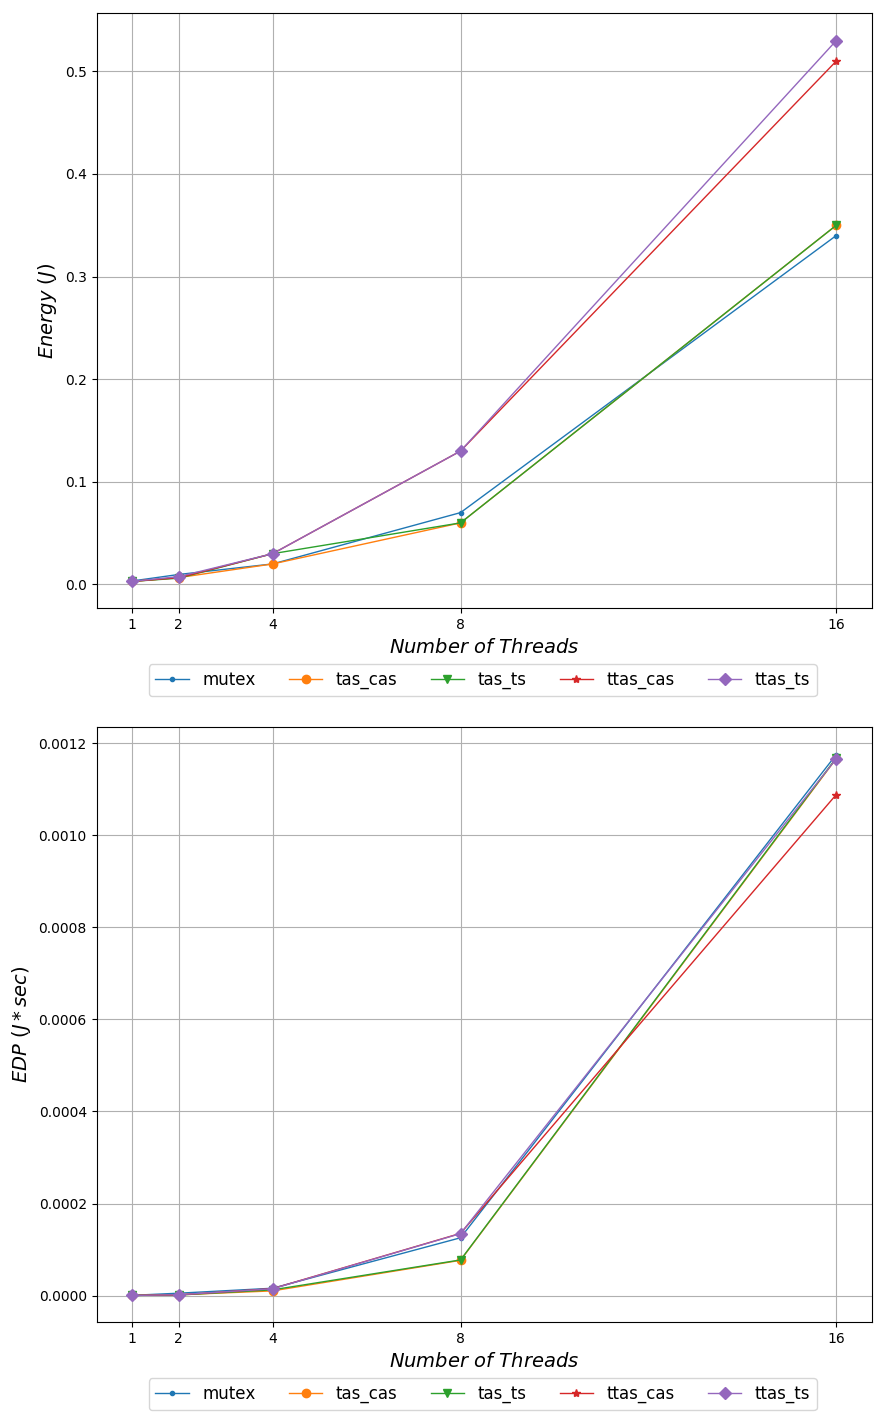 0.5
0.4
0.3
0.2
0.1
0.0
Energy (J)
1 2 4 8 16
Number of Threads
mutex tas_cas tas_ts ttas_cas ttas_ts
0.0012
0.0010
0.0008
0.0006
0.0004
0.0002
0.0000
EDP (J * sec)
1 2 4 8 16
Number of Threads
mutex tas_cas tas_ts ttas_cas ttas_ts